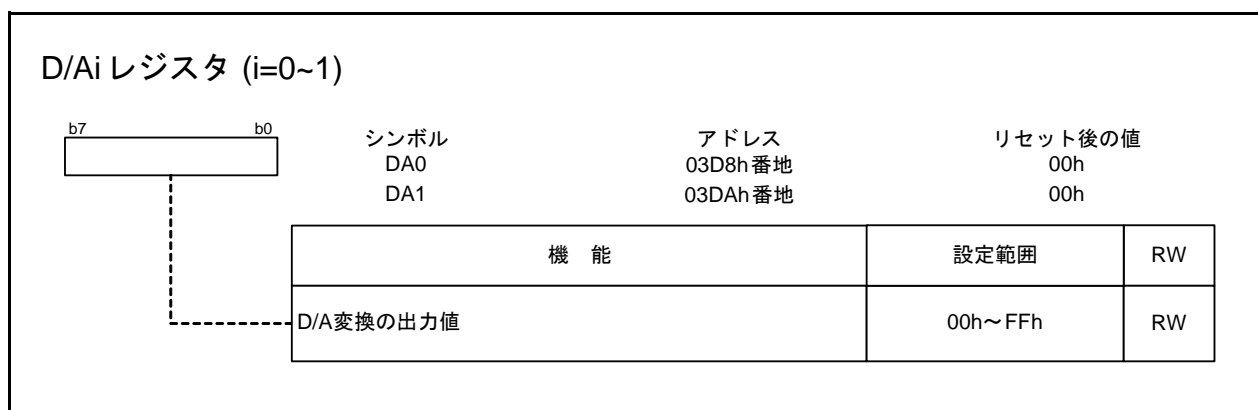 D/Ai レジスタ (i=0~1)
b7 b0
シンボル アドレス リセット後の値
DA0 03D8h番地 00h
DA1 03DAh番地 00h
機 能 設定範囲 RW
D/A変換の出力値 00h～FFh RW